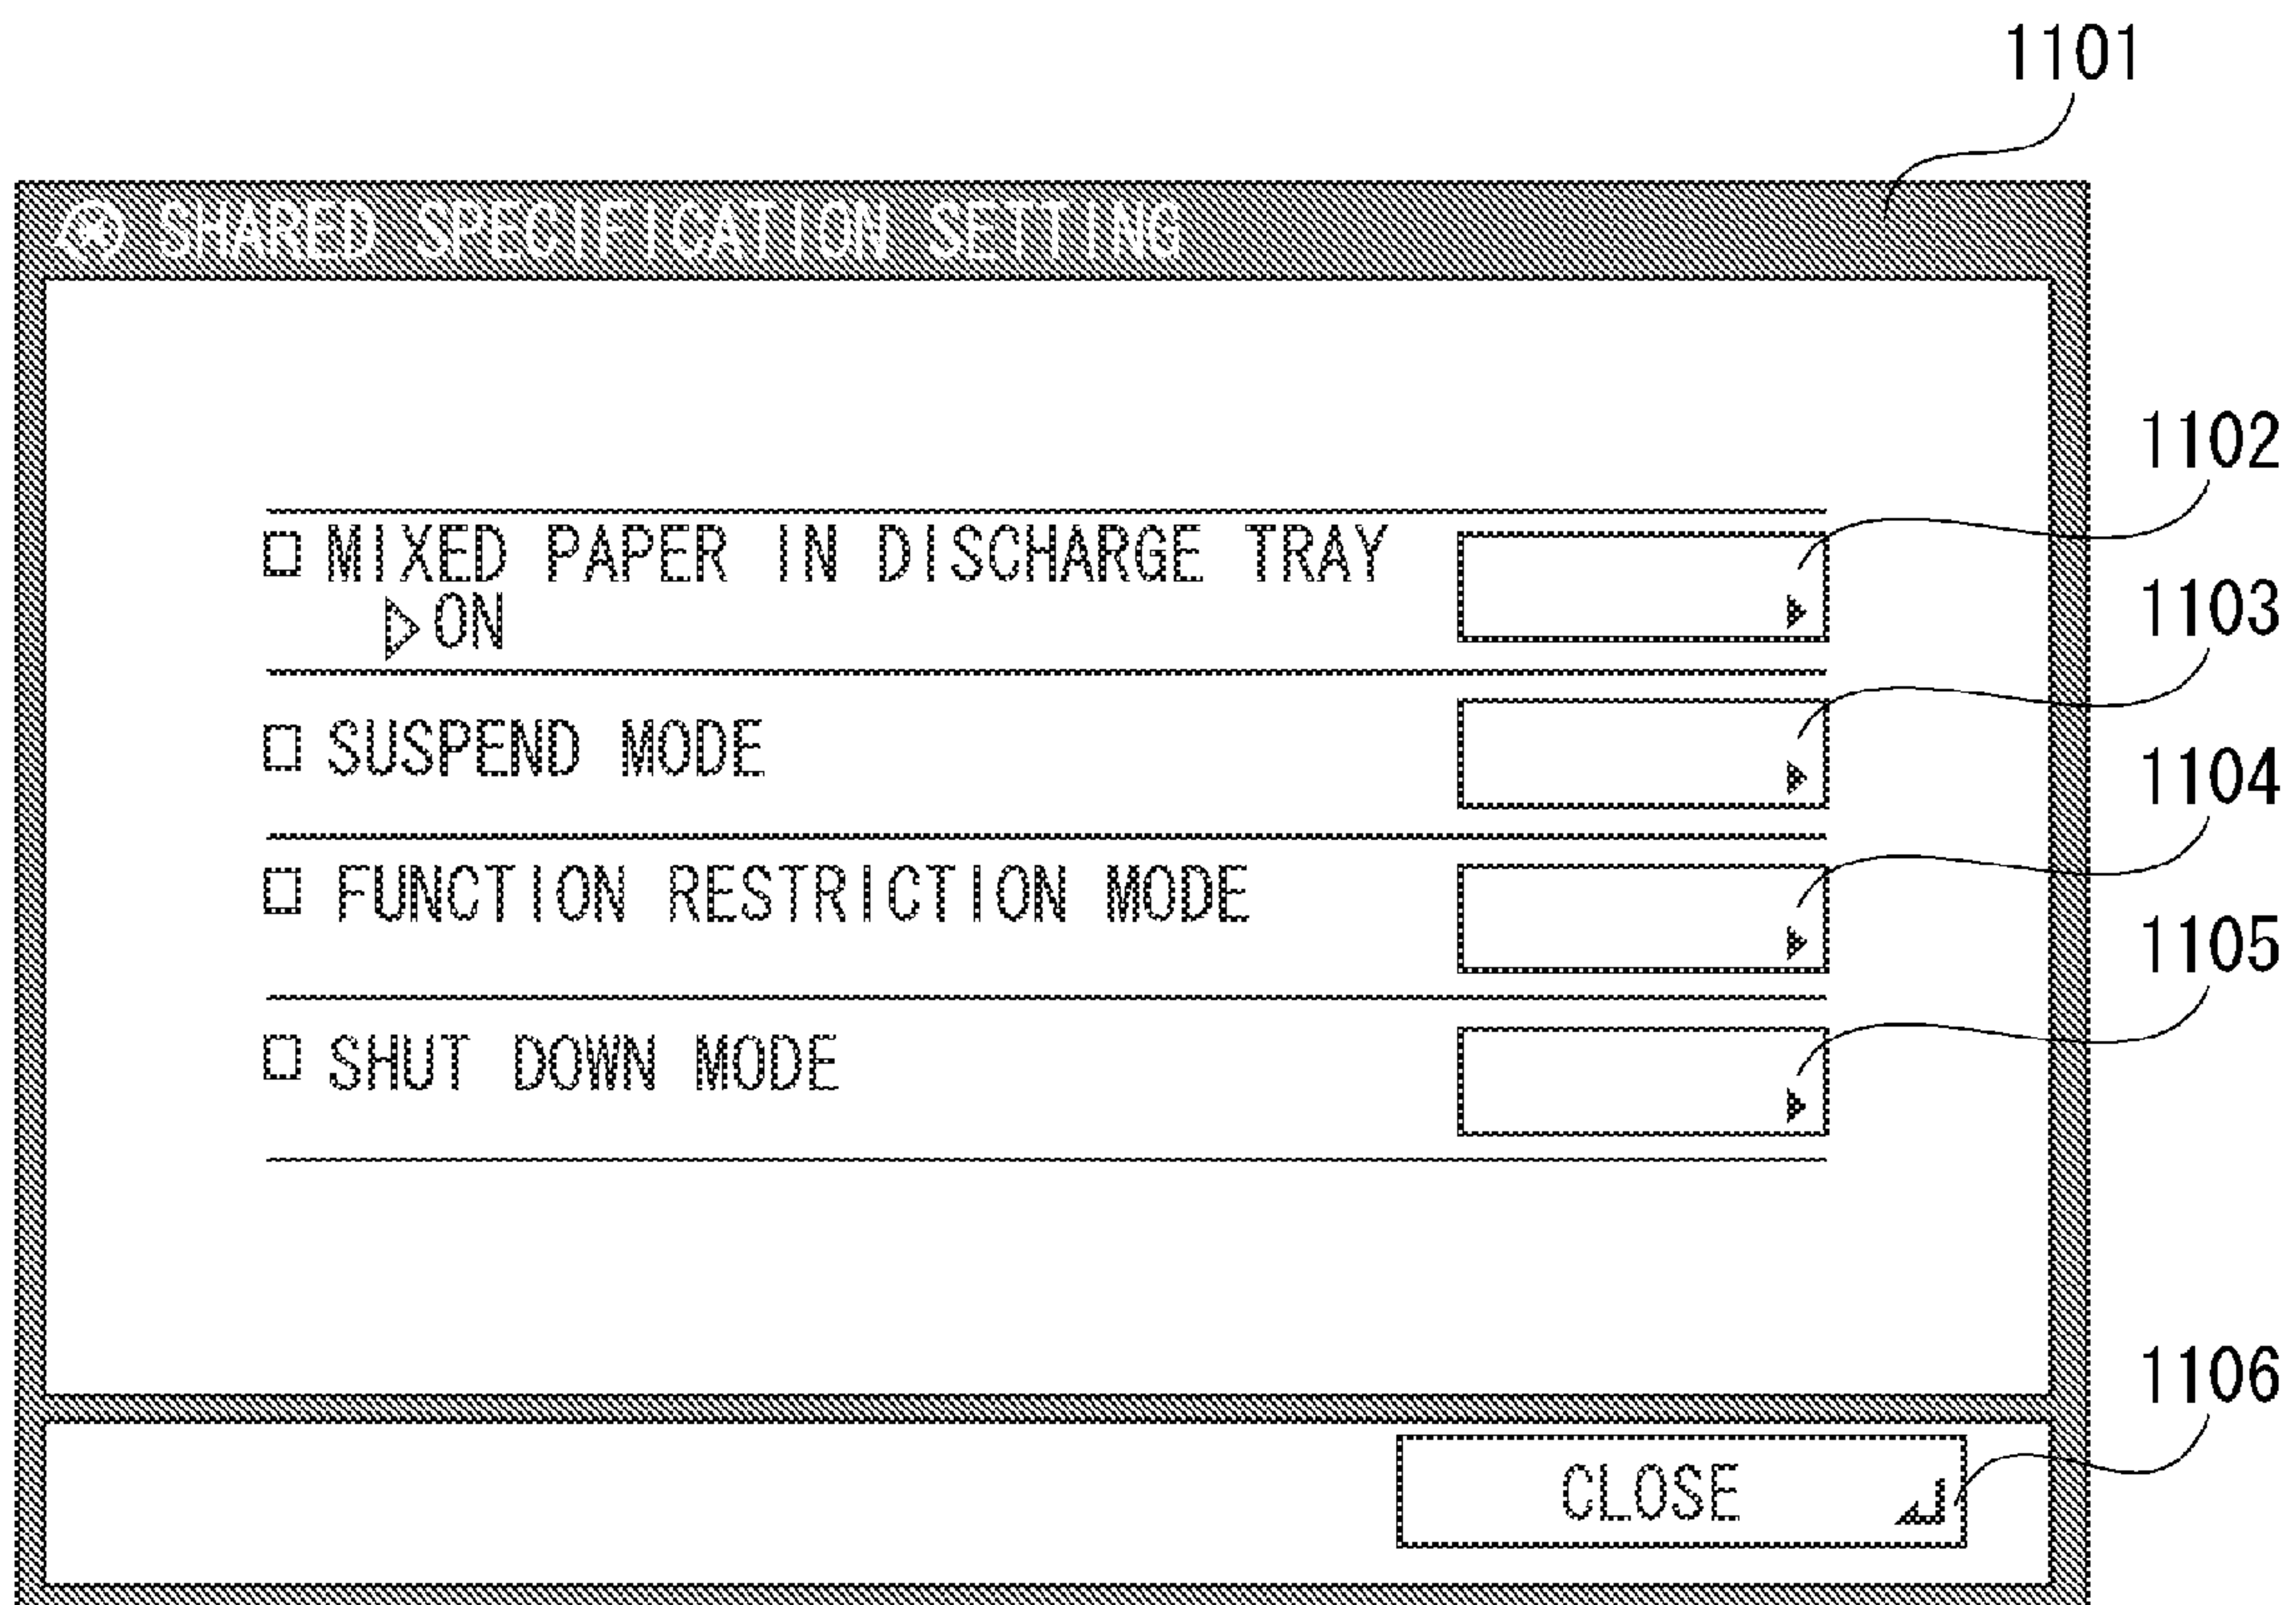 1101
SHARED SPECIFICATION SETTING
1102
MIXED PAPER IN DISCHARGE TRAY
ON
1103
SUSPEND MODE
1104
FUNCTION RESTRICTION MODE
1105
SHUT DOWN MODE
1106
CLOSE